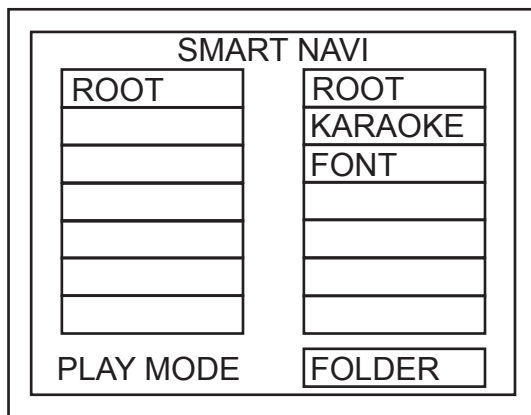 SMART NAVI
ROOT ROOT
KARAOKE
FONT
PLAY MODE FOLDER